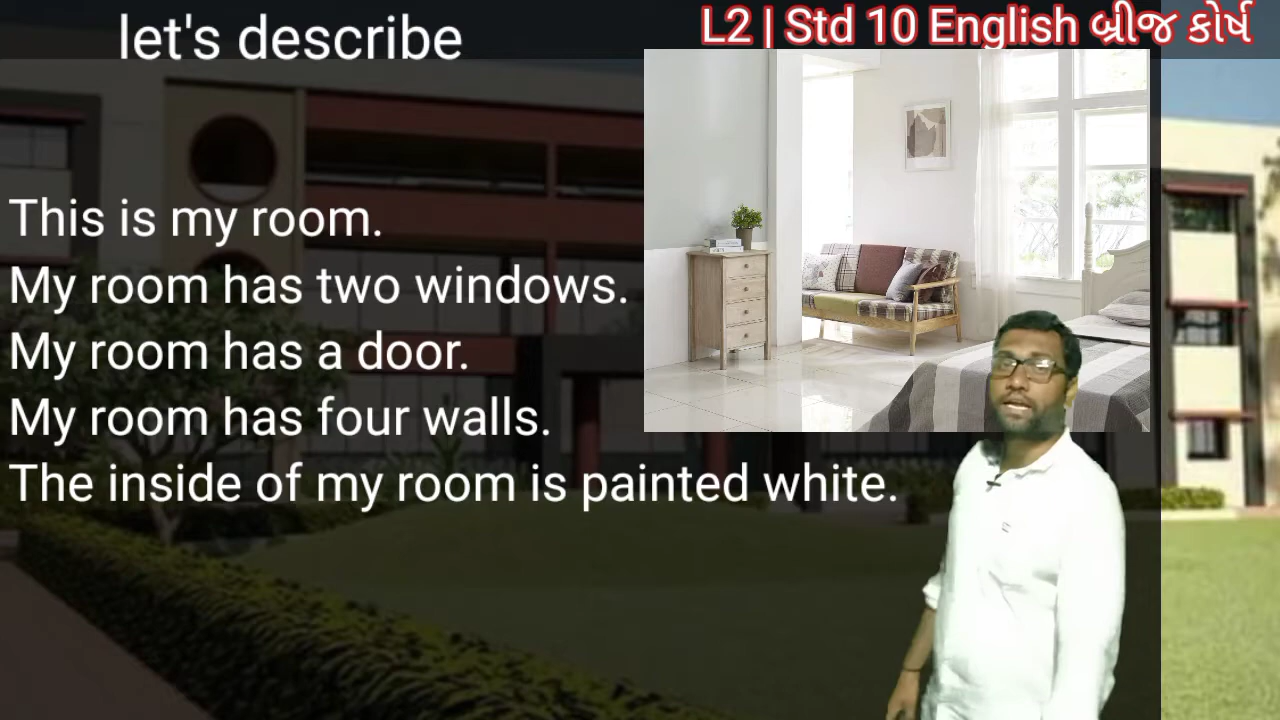 let's describe
L2 | Std 10 English બ્રીજ કોર્ષ
This is my room.
My room has two windows.
My room has a door.
My room has four walls.
The inside of my room is painted white.